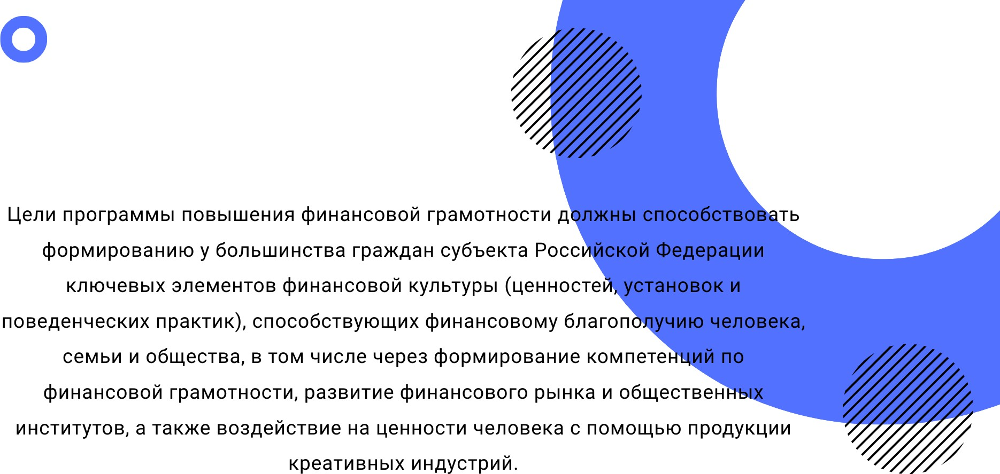 Цели программы повышения финансовой грамотности должны способствовать
формированию у большинства граждан субъекта Российской Федерации
ключевых элементов финансовой культуры (ценностей, установок и
поведенческих практик), способствующих финансовому благополучию человека,
семьи и общества, в том числе через формирование компетенций по
финансовой грамотности, развитие финансового рынка и общественных
институтов, а также воздействие на ценности человека с помощью продукции
креативных индустрий.